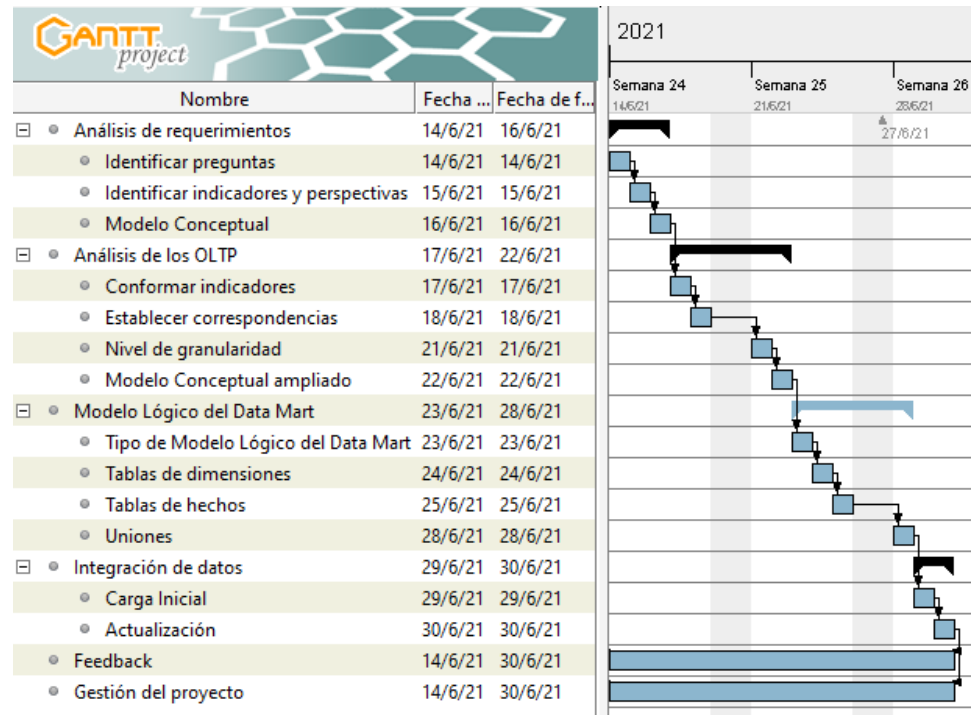 GANTT
project
2021
Semana 24 Semana 25 Semana 26
14/6/21 21/6/21 28/6/21
27/6/21
Nombre Fecha ... Fecha de f...
Análisis de requerimientos 14/6/21 16/6/21
Identificar preguntas 14/6/21 14/6/21
Identificar indicadores y perspectivas 15/6/21 15/6/21
Modelo Conceptual 16/6/21 16/6/21
Análisis de los OLTP 17/6/21 22/6/21
Conformar indicadores 17/6/21 17/6/21
Establecer correspondencias 18/6/21 18/6/21
Nivel de granularidad 21/6/21 21/6/21
Modelo Conceptual ampliado 22/6/21 22/6/21
Modelo Lógico del Data Mart 23/6/21 28/6/21
Tipo de Modelo Lógico del Data Mart 23/6/21 23/6/21
Tablas de dimensiones 24/6/21 24/6/21
Tablas de hechos 25/6/21 25/6/21
Uniones 28/6/21 28/6/21
Integración de datos 29/6/21 30/6/21
Carga Inicial 29/6/21 29/6/21
Actualización 30/6/21 30/6/21
Feedback 14/6/21 30/6/21
Gestión del proyecto 14/6/21 30/6/21